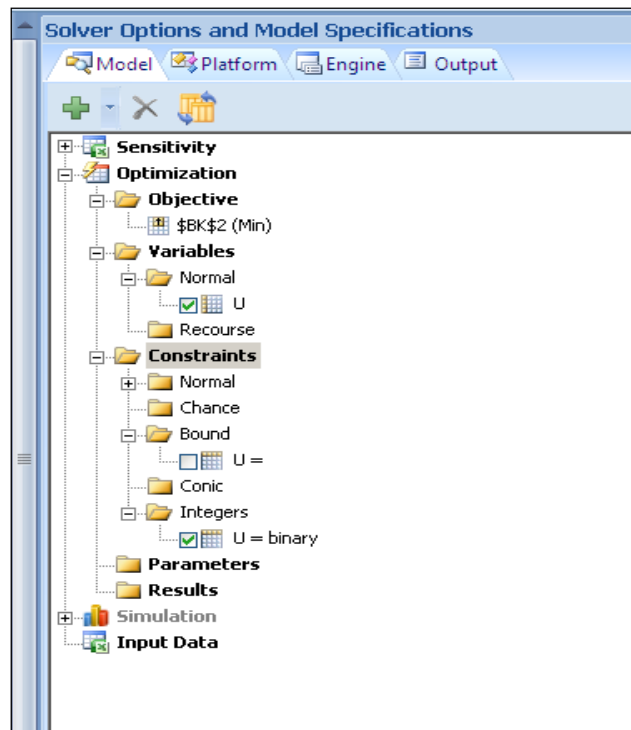 Solver Options and Model Specifications
Model Platform Engine Output
Sensitivity
Optimization
Objective
$BK$2 (Min)
Variables
Normal
U
Recourse
Constraints
Normal
Chance
Bound
U =
Conic
Integers
U = binary
Parameters
Results
Simulation
Input Data